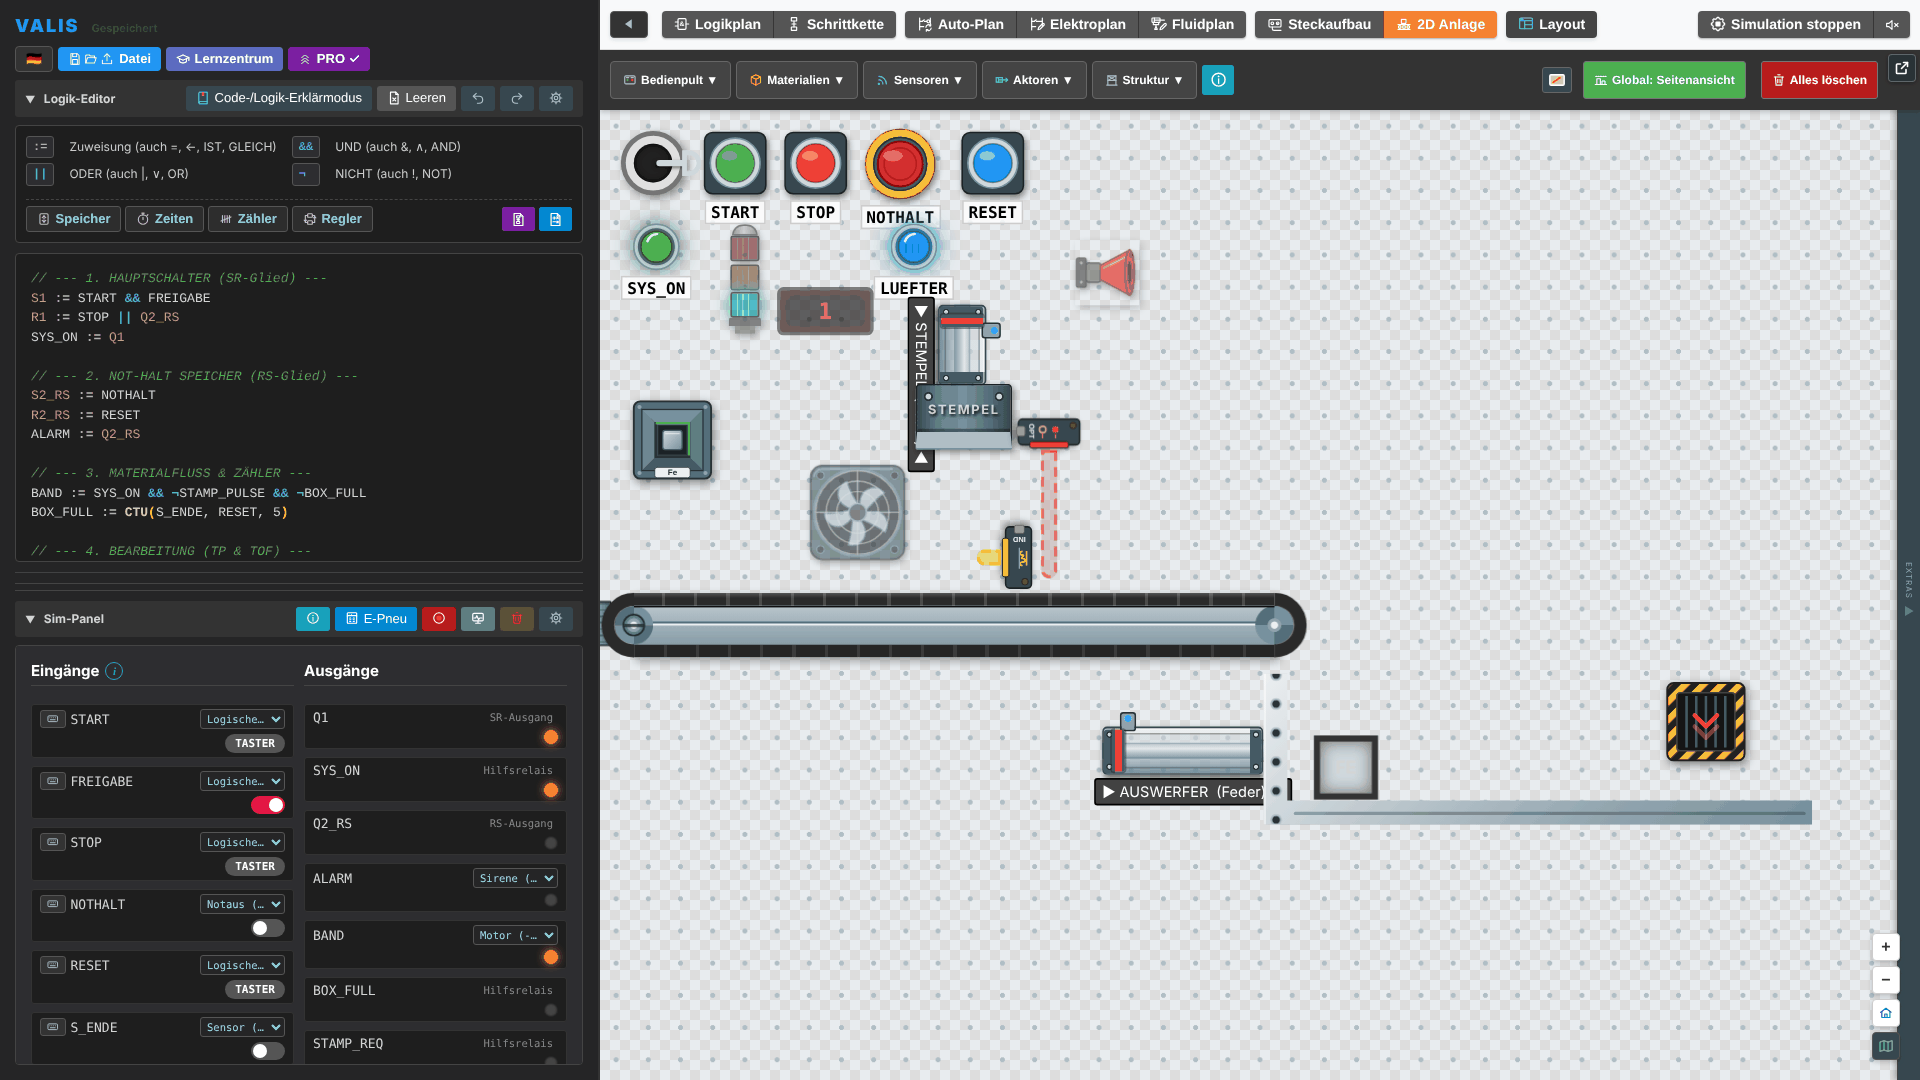 VALIS Gespeichert
Datei Lernzentrum PRO ✓
Logik-Editor Code-/Logik-Erklärmodus Leeren
:= Zuweisung (auch =, ←, IST, GLEICH) && UND (auch &, ∧, AND)
|| ODER (auch |, ∨, OR) ¬ NICHT (auch !, NOT)
Speicher Zeiten Zähler Regler
// --- 1. HAUPTSCHALTER (SR-Glied) ---
S1 := START && FREIGABE
R1 := STOP || Q2_RS
SYS_ON := Q1
// --- 2. NOT-HALT SPEICHER (RS-Glied) ---
S2_RS := NOTHALT
R2_RS := RESET
ALARM := Q2_RS
// --- 3. MATERIALFLUSS & ZÄHLER ---
BAND := SYS_ON && ¬STAMP_PULSE && ¬BOX_FULL
BOX_FULL := CTU(S_ENDE, RESET, 5)
// --- 4. BEARBEITUNG (TP & TOF) ---
Sim-Panel E-Pneu
Eingänge
START Logische…
TASTER
FREIGABE Logische…
STOP Logische…
TASTER
NOTHALT Notaus (…
RESET Logische…
TASTER
S_ENDE Sensor (…
Ausgänge
Q1 SR-Ausgang
SYS_ON Hilfsrelais
Q2_RS RS-Ausgang
ALARM Sirene (…
BAND Motor (-…
BOX_FULL Hilfsrelais
STAMP_REQ Hilfsrelais
Logikplan Schrittkette Auto-Plan Elektroplan Fluidplan Steckaufbau 2D Anlage Layout Simulation stoppen
Bedienpult ▼ Materialien ▼ Sensoren ▼ Aktoren ▼ Struktur ▼ Global: Seitenansicht Alles löschen
START STOP NOTHALT RESET
SYS_ON LUEFTER
1
STEMPEL
STEMPEL
OPT
Fe
IND
▶ AUSWERFER (Feder)
EXTRAS
+
−